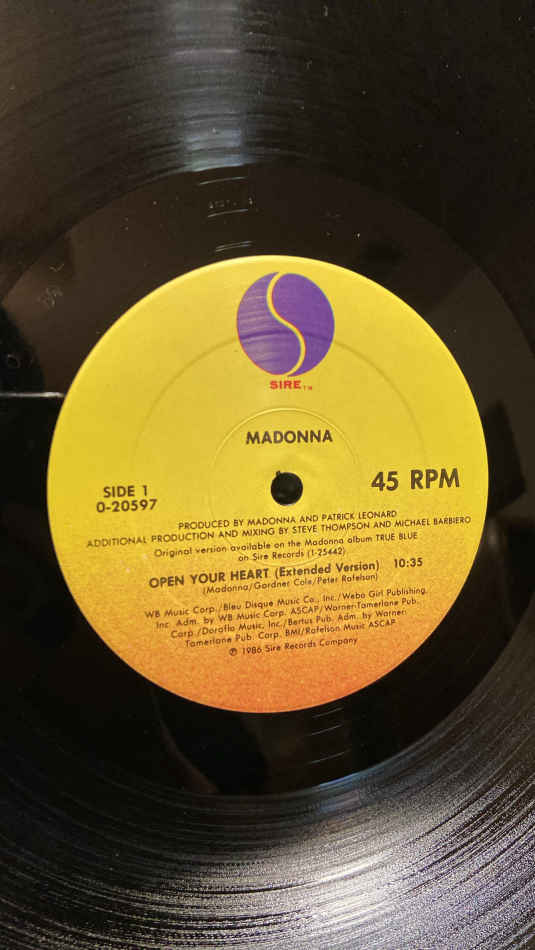 SIRE™
MADONNA
SIDE 1
0-20597
45 RPM
PRODUCED BY MADONNA AND PATRICK LEONARD
ADDITIONAL PRODUCTION AND MIXING BY STEVE THOMPSON AND MICHAEL BARBIERO
Original version available on the Madonna album TRUE BLUE
on Sire Records (1-25442)
OPEN YOUR HEART (Extended Version) 10:35
(Madonna/Gardner Cole/Peter Rafelson)
WB Music Corp./Bleu Disque Music Co., Inc./Webo Girl Publishing,
Inc. Adm. by WB Music Corp. ASCAP/Warner-Tamerlane Pub.
Corp./Doraflo Music, Inc./Bertus Pub. Adm. by Warner-
Tamerlane Pub. Corp. BMI/Rafelson Music ASCAP
℗ 1986 Sire Records Company